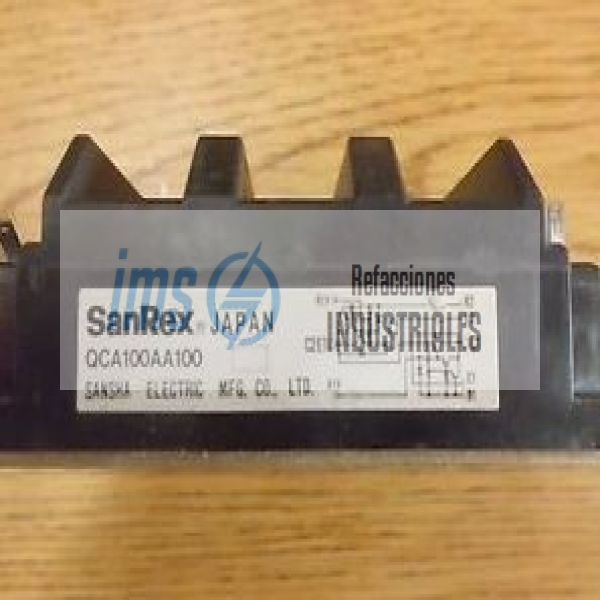 ims
Refacciones
INDUSTRIALES
SanRex® JAPAN
QCA100AA100
SANSHA ELECTRIC MFG. CO., LTD.